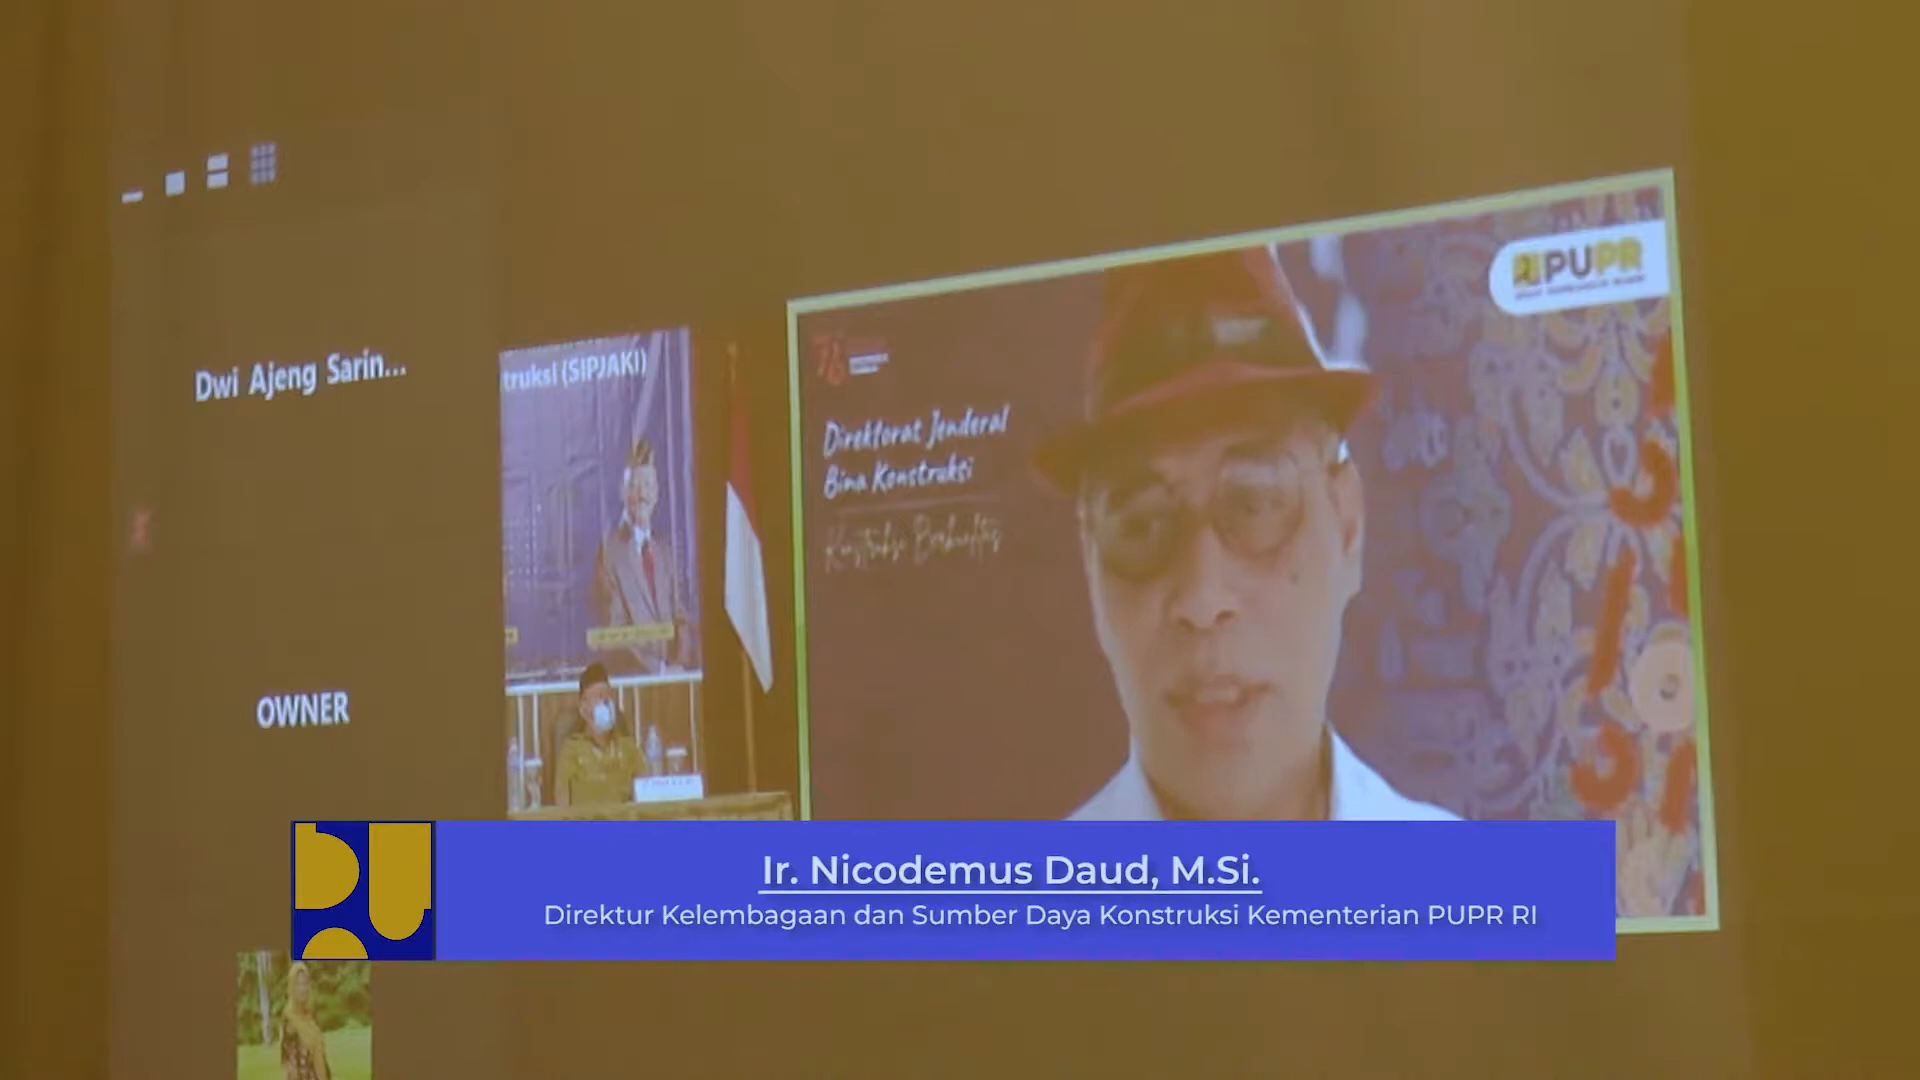 Dwi Ajeng Sarin...
OWNER
truksi (SIPJAKI)
PUPR
Direktorat Jenderal
Bina Konstruksi
Ir. Nicodemus Daud, M.Si.
Direktur Kelembagaan dan Sumber Daya Konstruksi Kementerian PUPR RI